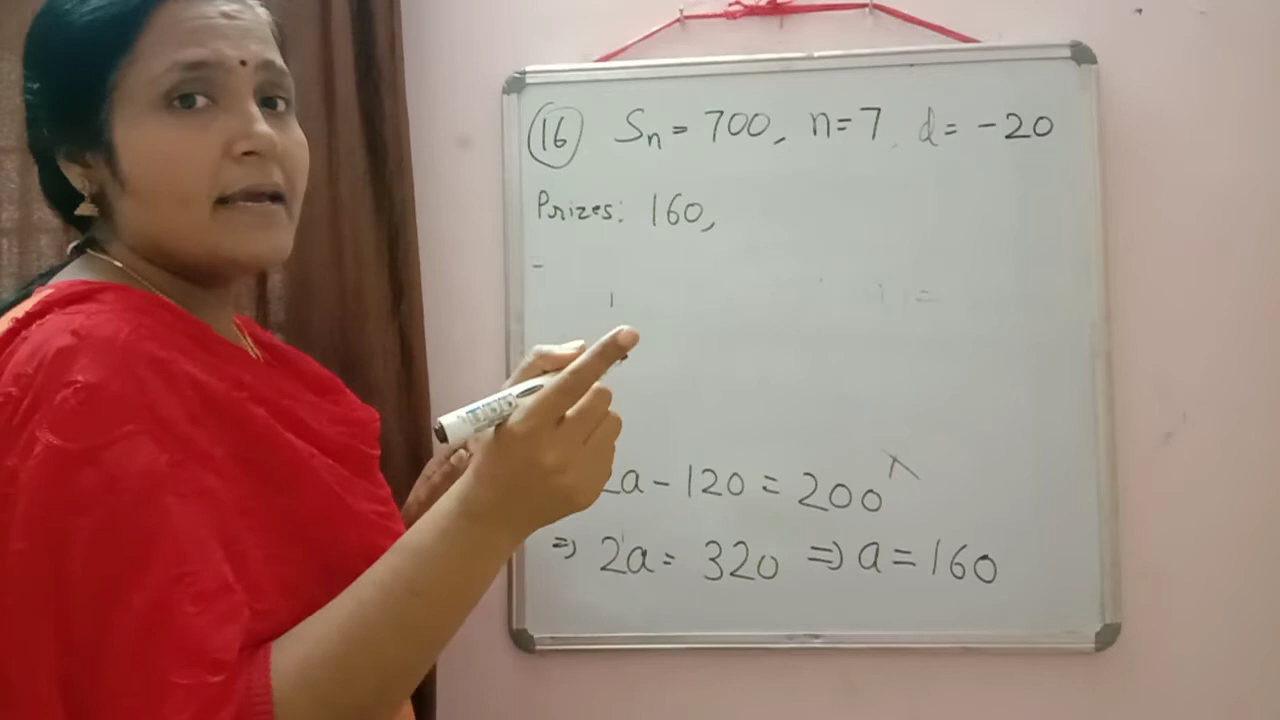 16 Sn = 700, n=7, d= -20
Prizes: 160,
2a - 120 = 200
⇒ 2a = 320 ⇒ a = 160